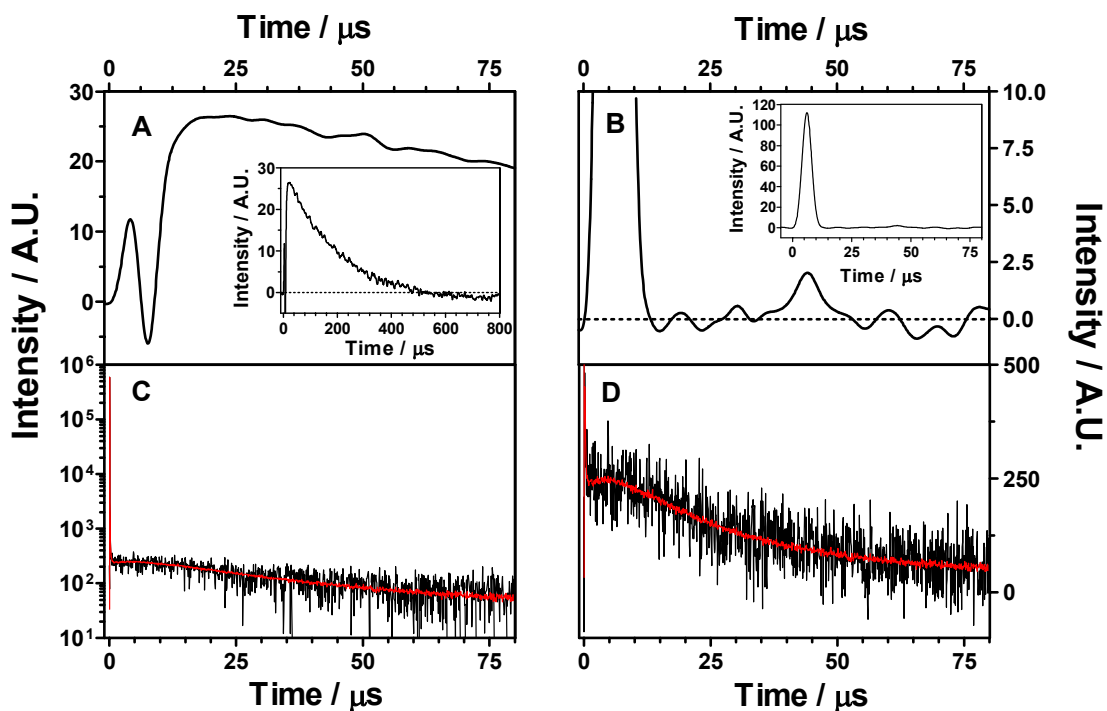 Time / μs
Time / μs
0 25 50 75
0 25 50 75
30
20
10
0
A
30
20
10
0
Intensity / A.U.
0 200 400 600 800
Time / μs
B
120
100
80
60
40
20
0
Intensity / A.U.
0 25 50 75
Time / μs
10.0
7.5
5.0
2.5
0.0
Intensity / A.U.
Intensity / A.U.
10⁶
10⁵
10⁴
10³
10²
10¹
C
D
500
250
0
0 25 50 75
0 25 50 75
Time / μs
Time / μs